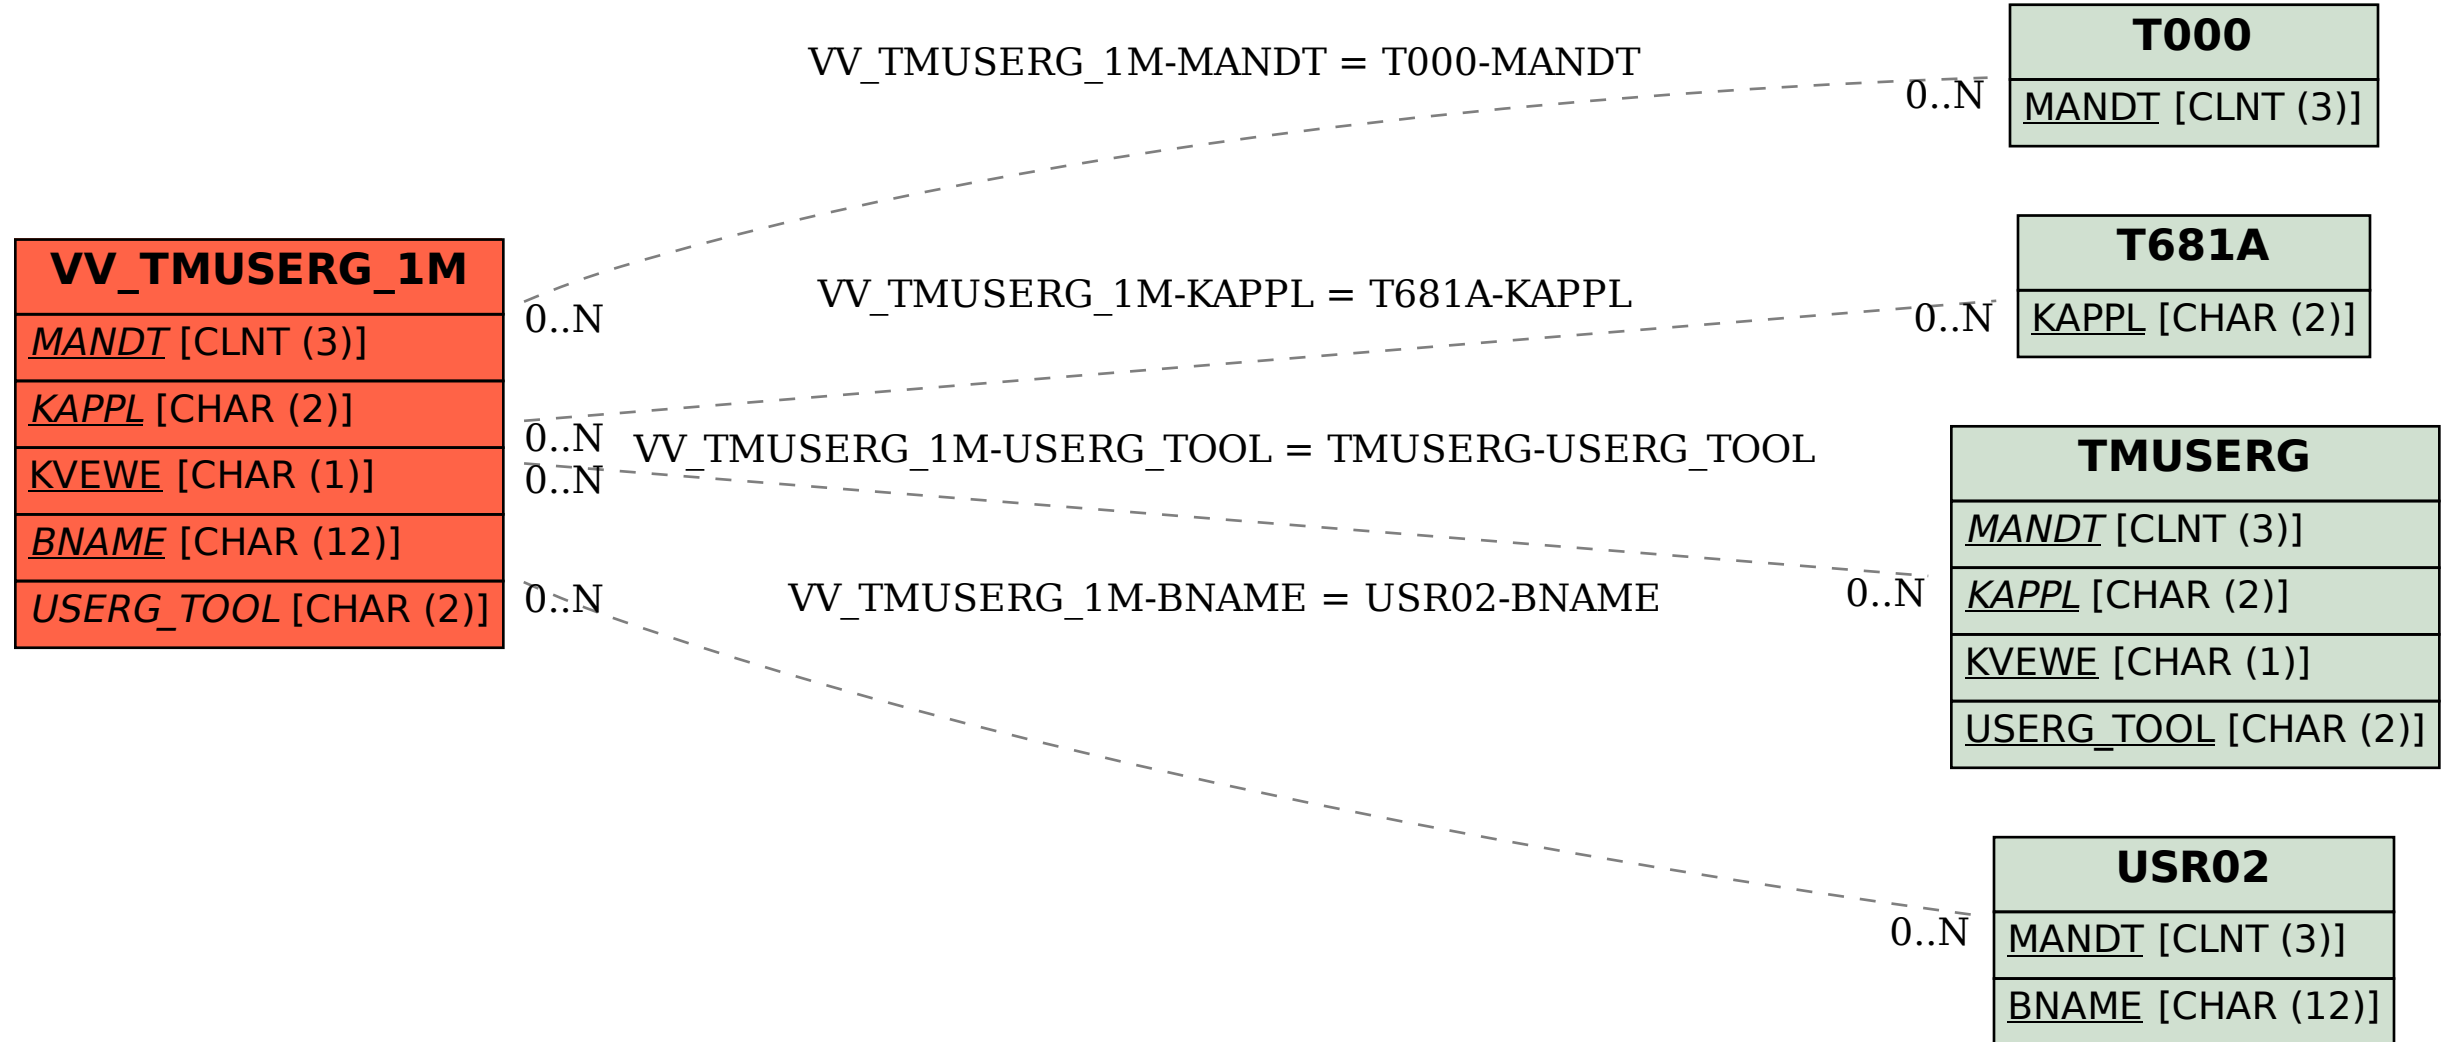 VV_TMUSERG_1M
MANDT [CLNT (3)]
KAPPL [CHAR (2)]
KVEWE [CHAR (1)]
BNAME [CHAR (12)]
USERG_TOOL [CHAR (2)]
VV_TMUSERG_1M-MANDT = T000-MANDT
0..N
0..N
VV_TMUSERG_1M-KAPPL = T681A-KAPPL
0..N
0..N
VV_TMUSERG_1M-USERG_TOOL = TMUSERG-USERG_TOOL
0..N
0..N
VV_TMUSERG_1M-BNAME = USR02-BNAME
0..N
0..N
T000
MANDT [CLNT (3)]
T681A
KAPPL [CHAR (2)]
TMUSERG
MANDT [CLNT (3)]
KAPPL [CHAR (2)]
KVEWE [CHAR (1)]
USERG_TOOL [CHAR (2)]
USR02
MANDT [CLNT (3)]
BNAME [CHAR (12)]